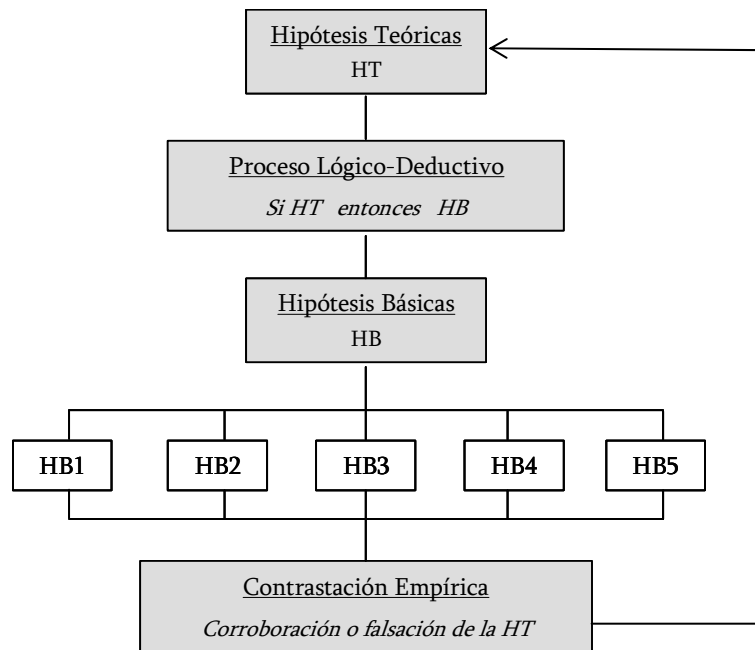 Hipótesis Teóricas
HT
Proceso Lógico-Deductivo
Si HT entonces HB
Hipótesis Básicas
HB
HB1 HB2 HB3 HB4 HB5
Contrastación Empírica
Corroboración o falsación de la HT